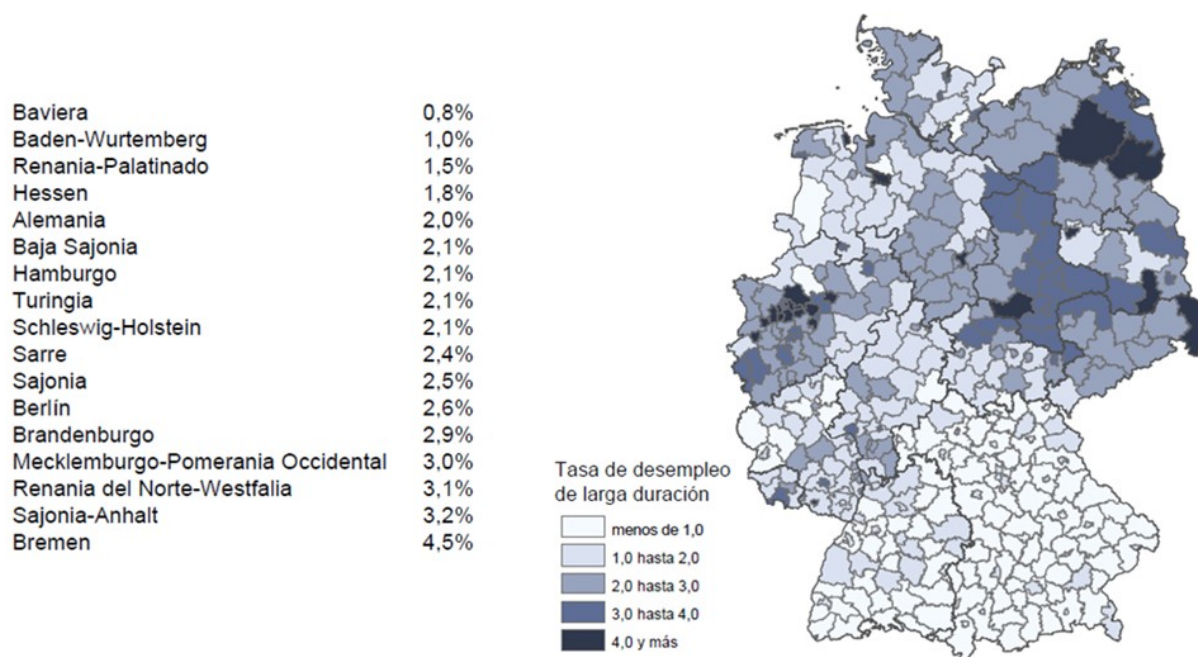 Baviera 0,8%
Baden-Wurtemberg 1,0%
Renania-Palatinado 1,5%
Hessen 1,8%
Alemania 2,0%
Baja Sajonia 2,1%
Hamburgo 2,1%
Turingia 2,1%
Schleswig-Holstein 2,1%
Sarre 2,4%
Sajonia 2,5%
Berlín 2,6%
Brandenburgo 2,9%
Mecklemburgo-Pomerania Occidental 3,0%
Renania del Norte-Westfalia 3,1%
Sajonia-Anhalt 3,2%
Bremen 4,5%
Tasa de desempleo
de larga duración
menos de 1,0
1,0 hasta 2,0
2,0 hasta 3,0
3,0 hasta 4,0
4,0 y más